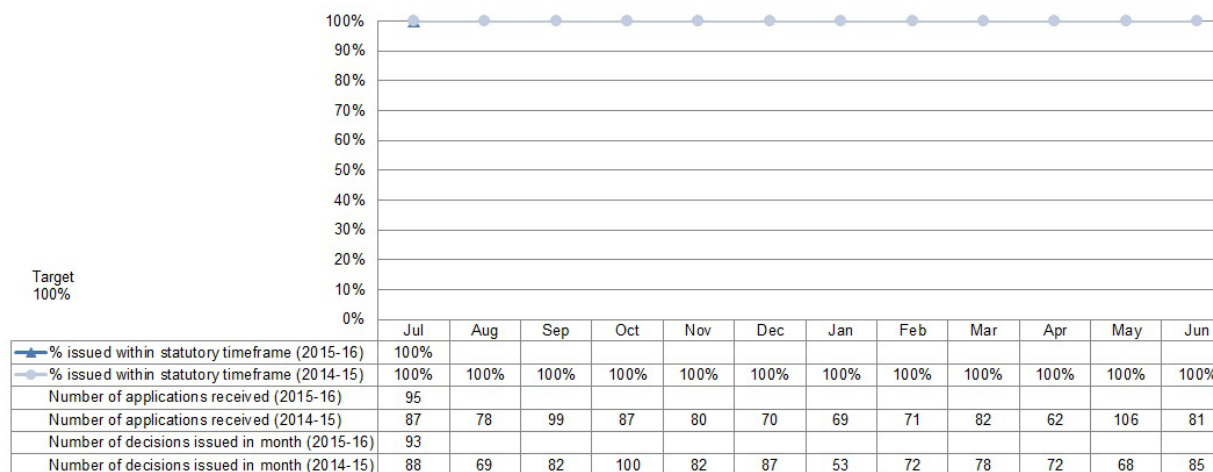 100%
90%
80%
70%
60%
50%
40%
30%
20%
10%
0%
Target
100%
Jul Aug Sep Oct Nov Dec Jan Feb Mar Apr May Jun
% issued within statutory timeframe (2015-16) 100%
% issued within statutory timeframe (2014-15) 100% 100% 100% 100% 100% 100% 100% 100% 100% 100% 100% 100%
Number of applications received (2015-16) 95
Number of applications received (2014-15) 87 78 99 87 80 70 69 71 82 62 106 81
Number of decisions issued in month (2015-16) 93
Number of decisions issued in month (2014-15) 88 69 82 100 82 87 53 72 78 72 68 85